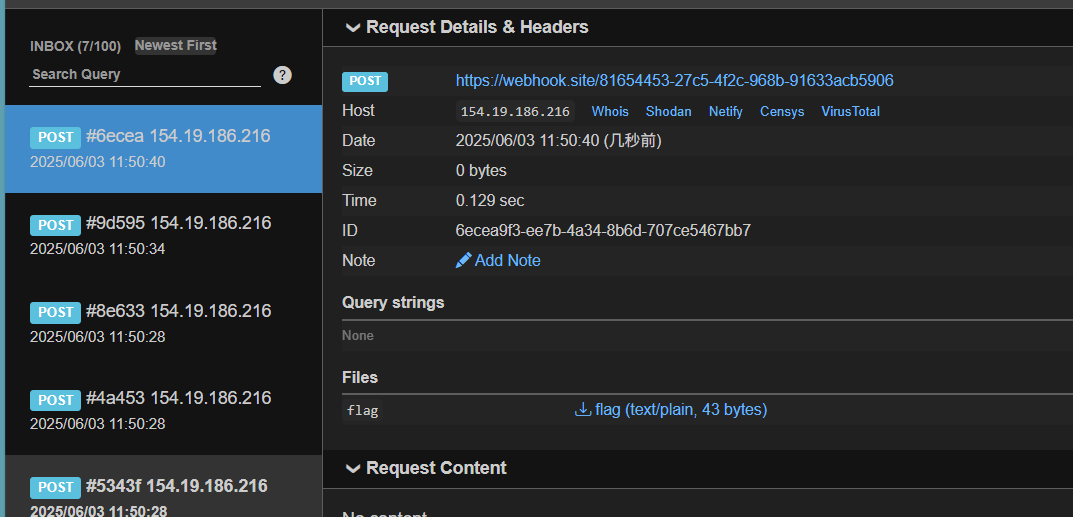 INBOX (7/100) Newest First
Search Query ?
POST #6ecea 154.19.186.216
2025/06/03 11:50:40
POST #9d595 154.19.186.216
2025/06/03 11:50:34
POST #8e633 154.19.186.216
2025/06/03 11:50:28
POST #4a453 154.19.186.216
2025/06/03 11:50:28
POST #5343f 154.19.186.216
2025/06/03 11:50:28
Request Details & Headers
POST https://webhook.site/81654453-27c5-4f2c-968b-91633acb5906
Host 154.19.186.216 Whois Shodan Netify Censys VirusTotal
Date 2025/06/03 11:50:40 (几秒前)
Size 0 bytes
Time 0.129 sec
ID 6ecea9f3-ee7b-4a34-8b6d-707ce5467bb7
Note Add Note
Query strings
None
Files
flag flag (text/plain, 43 bytes)
Request Content
No content